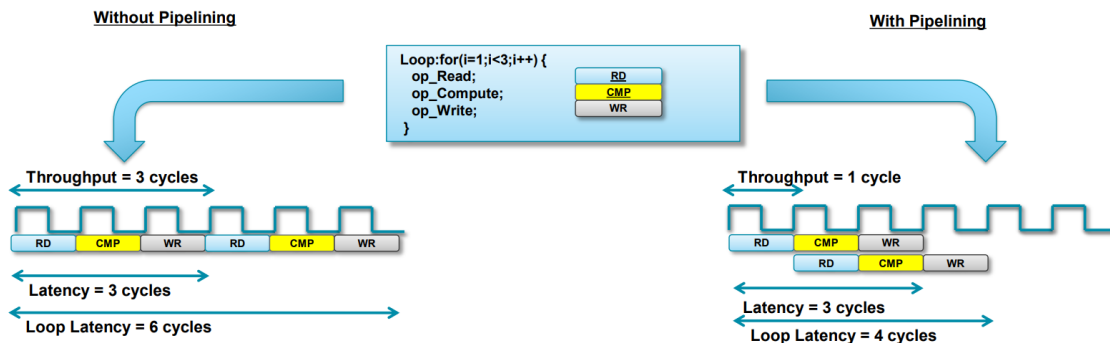 Without Pipelining
With Pipelining
Loop:for(i=1;i<3;i++) {
op_Read;
op_Compute;
op_Write;
}
RD
CMP
WR
Throughput = 3 cycles
RD CMP WR RD CMP WR
Latency = 3 cycles
Loop Latency = 6 cycles
Throughput = 1 cycle
RD CMP WR
RD CMP WR
Latency = 3 cycles
Loop Latency = 4 cycles